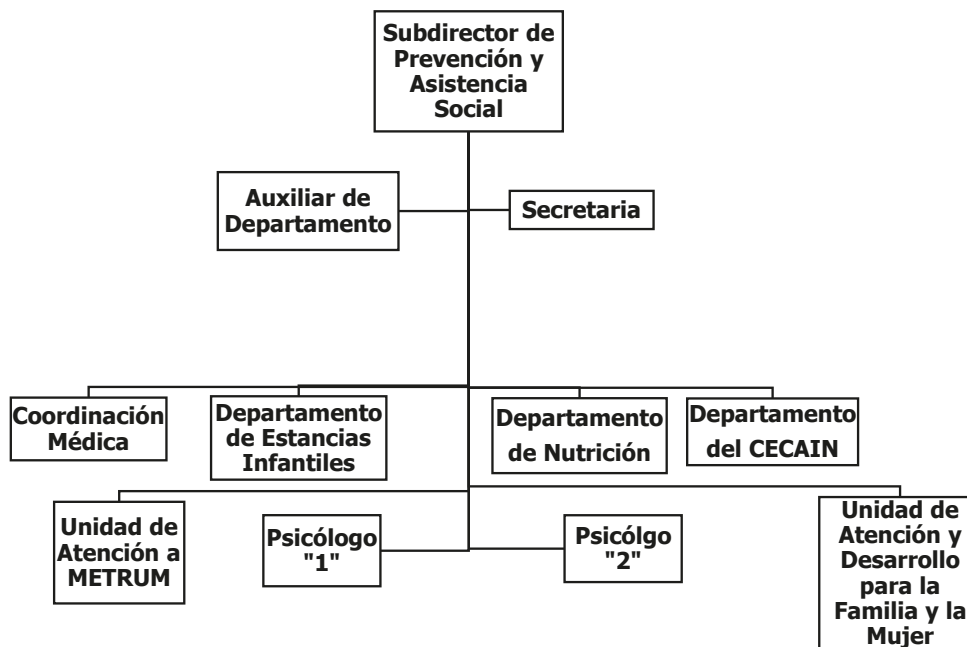 Subdirector de
Prevención y
Asistencia
Social
Auxiliar de
Departamento
Secretaria
Coordinación
Médica
Departamento
de Estancias
Infantiles
Departamento
de Nutrición
Departamento
del CECAIN
Unidad de
Atención a
METRUM
Psicólogo
"1"
Psicólgo
"2"
Unidad de
Atención y
Desarrollo
para la
Familia y la
Mujer